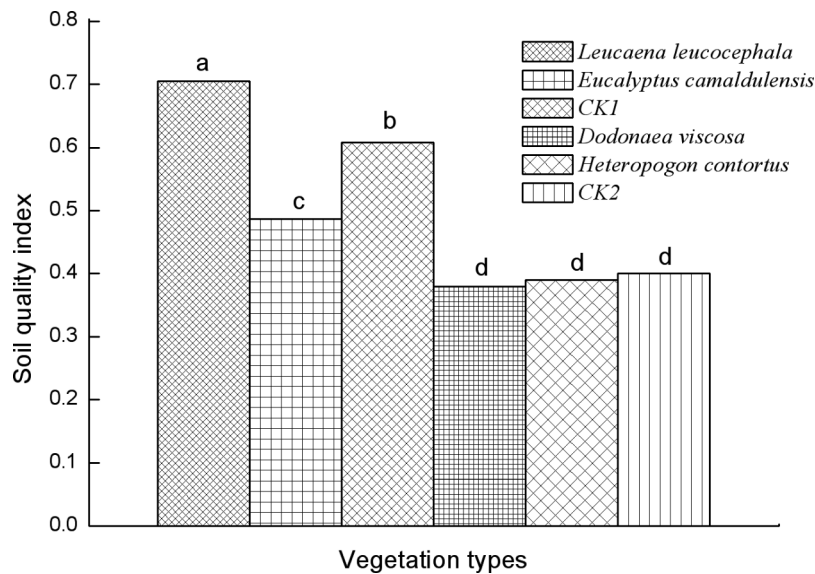 0.8
0.7
0.6
0.5
0.4
0.3
0.2
0.1
0.0
Soil quality index
a
c
b
d
d
d
Leucaena leucocephala
Eucalyptus camaldulensis
CK1
Dodonaea viscosa
Heteropogon contortus
CK2
Vegetation types